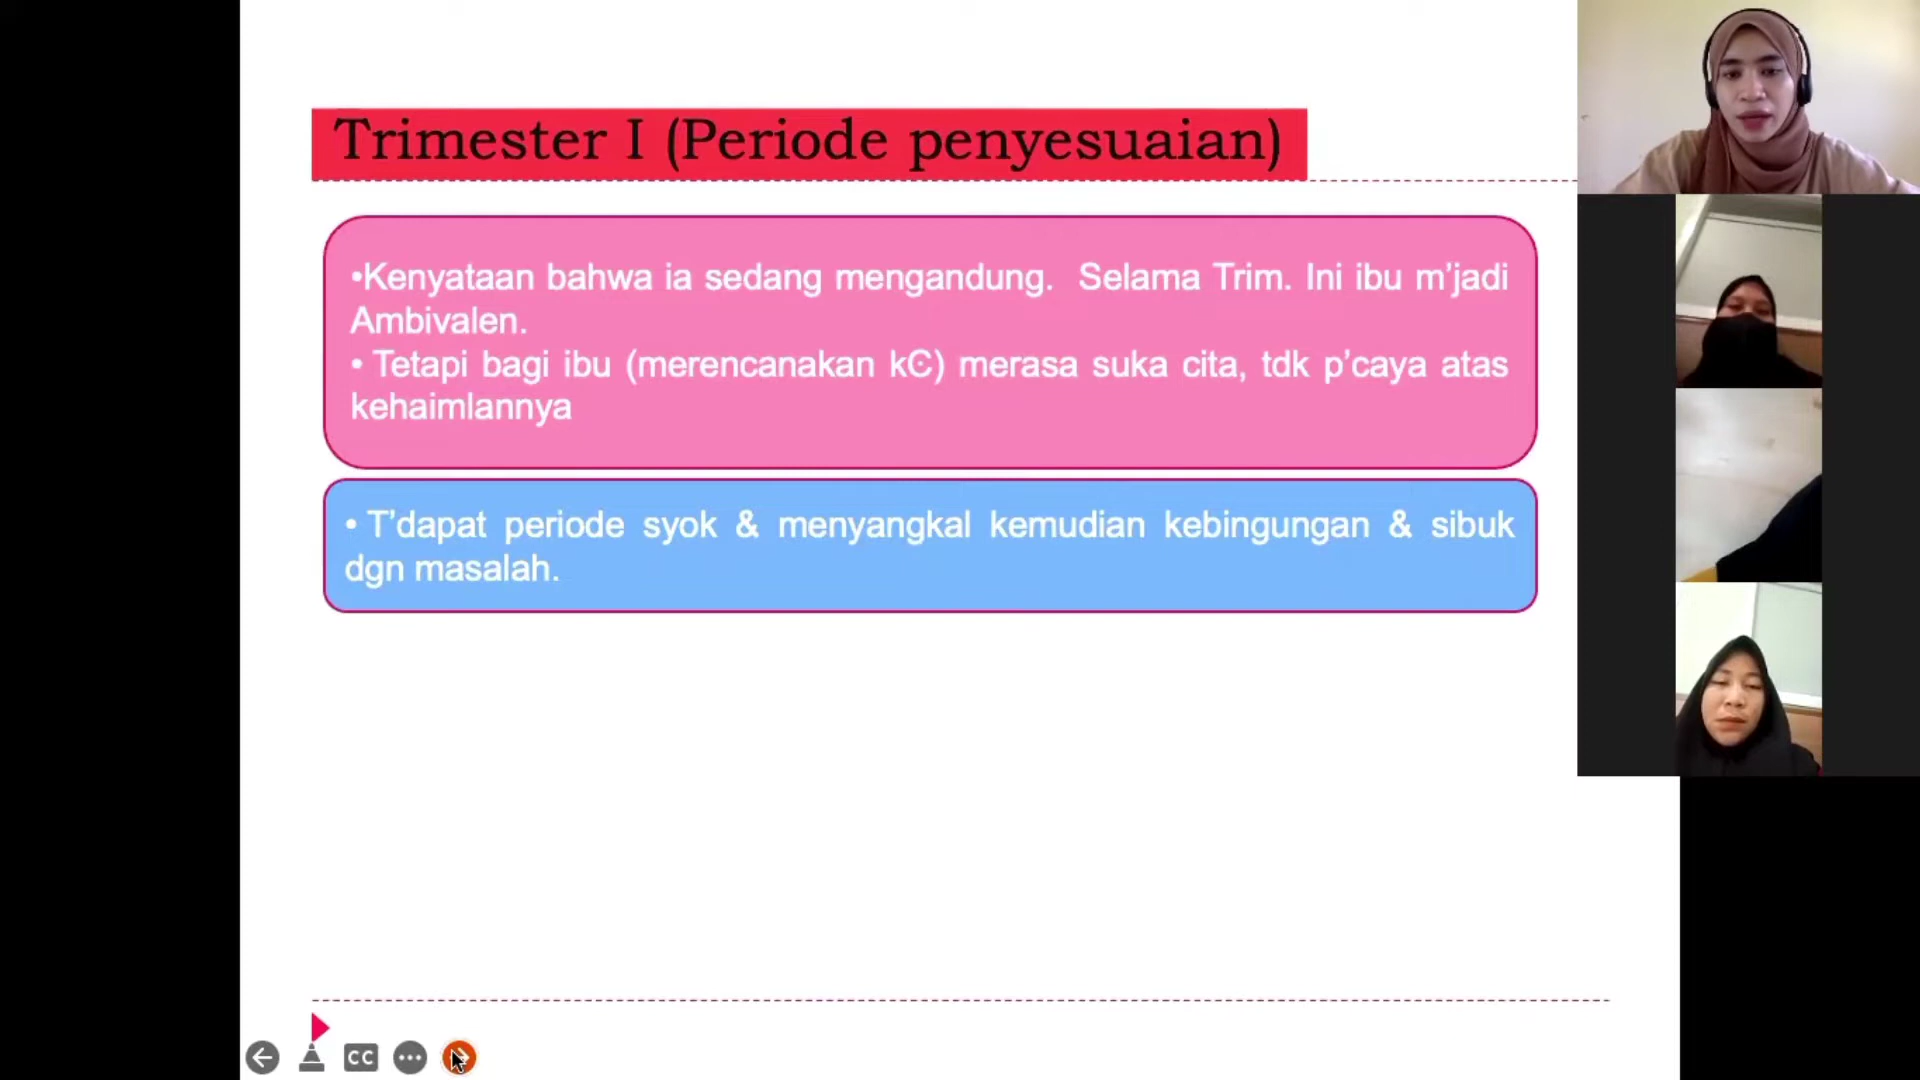 Trimester I (Periode penyesuaian)
•Kenyataan bahwa ia sedang mengandung. Selama Trim. Ini ibu m’jadi
Ambivalen.
• Tetapi bagi ibu (merencanakan kͼ) merasa suka cita, tdk p’caya atas
kehaimlannya
• T’dapat periode syok & menyangkal kemudian kebingungan & sibuk
dgn masalah.
CC